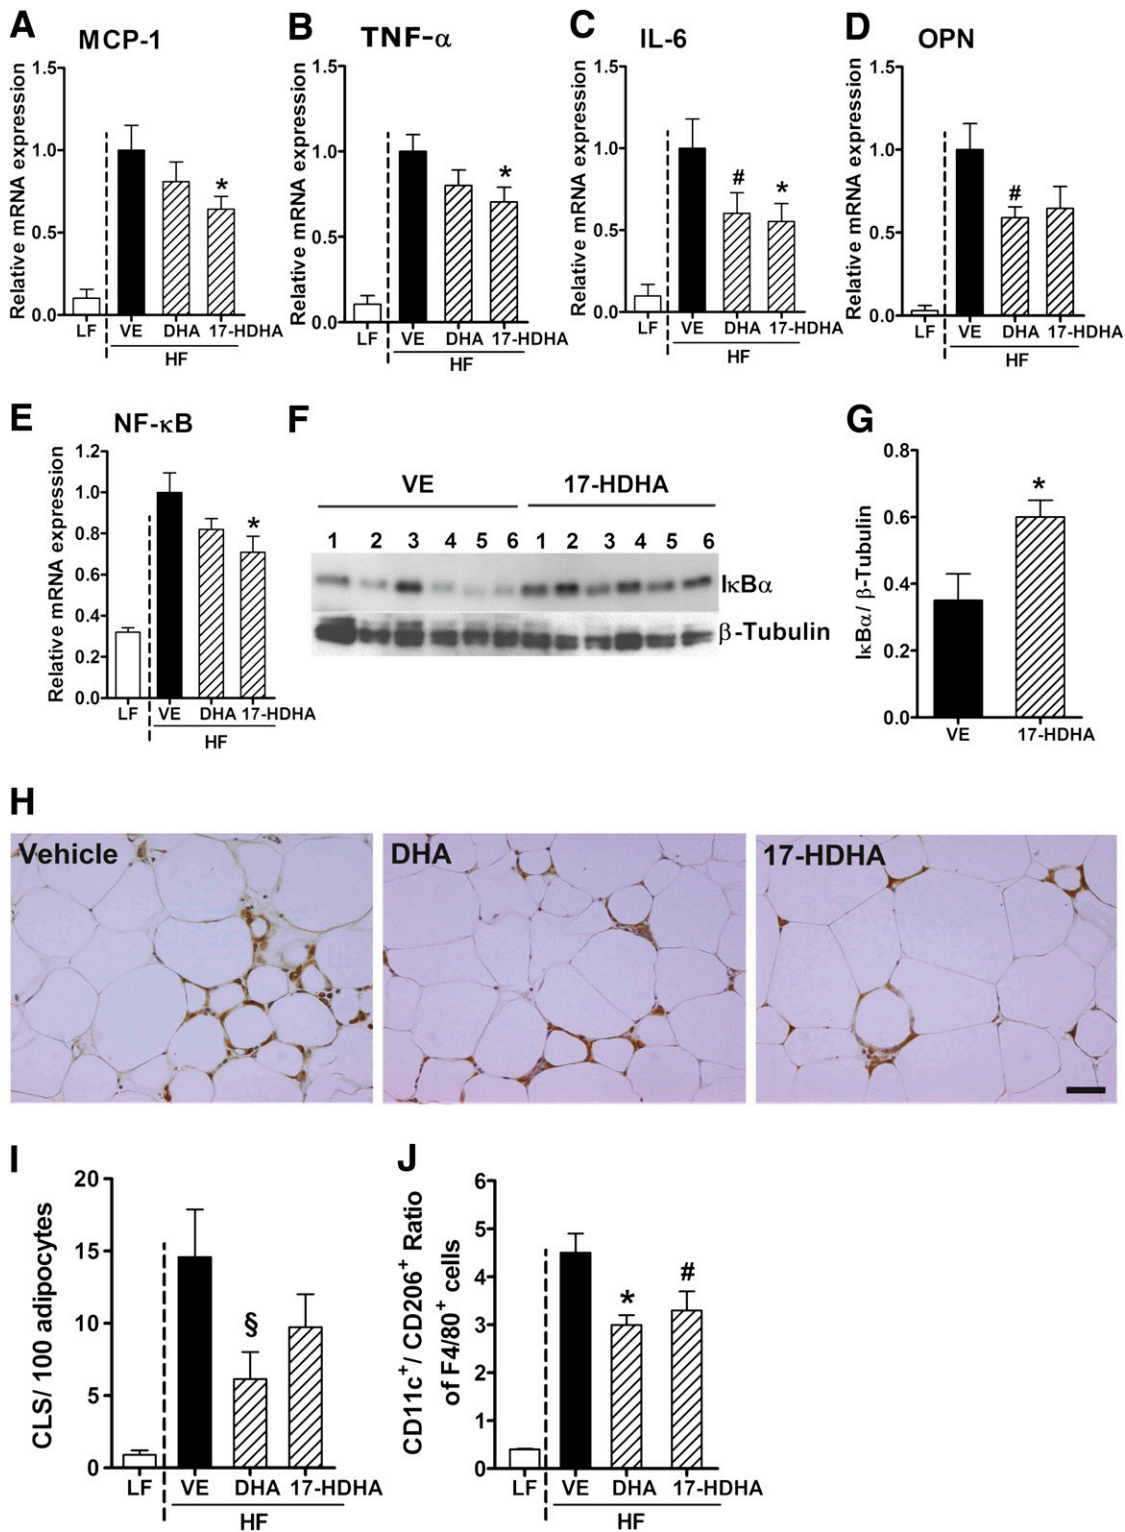 A MCP-1
Relative mRNA expression
1.5
1.0
0.5
0.0
LF VE DHA 17-HDHA
HF
B TNF-α
Relative mRNA expression
1.5
1.0
0.5
0.0
*
LF VE DHA 17-HDHA
HF
C IL-6
Relative mRNA expression
1.5
1.0
0.5
0.0
# *
LF VE DHA 17-HDHA
HF
D OPN
Relative mRNA expression
1.5
1.0
0.5
0.0
#
LF VE DHA 17-HDHA
HF
E NF-κB
Relative mRNA expression
1.2
1.0
0.8
0.6
0.4
0.2
0.0
*
LF VE DHA 17-HDHA
HF
F
VE 17-HDHA
1 2 3 4 5 6 1 2 3 4 5 6
IκBα
β-Tubulin
G
IκBα/ β-Tubulin
0.8
0.6
0.4
0.2
0.0
*
VE 17-HDHA
H
Vehicle DHA 17-HDHA
I
CLS/ 100 adipocytes
20
15
10
5
0
§
LF VE DHA 17-HDHA
HF
J
CD11c⁺/ CD206⁺ Ratio
of F4/80⁺ cells
6
5
4
3
2
1
0
* #
LF VE DHA 17-HDHA
HF